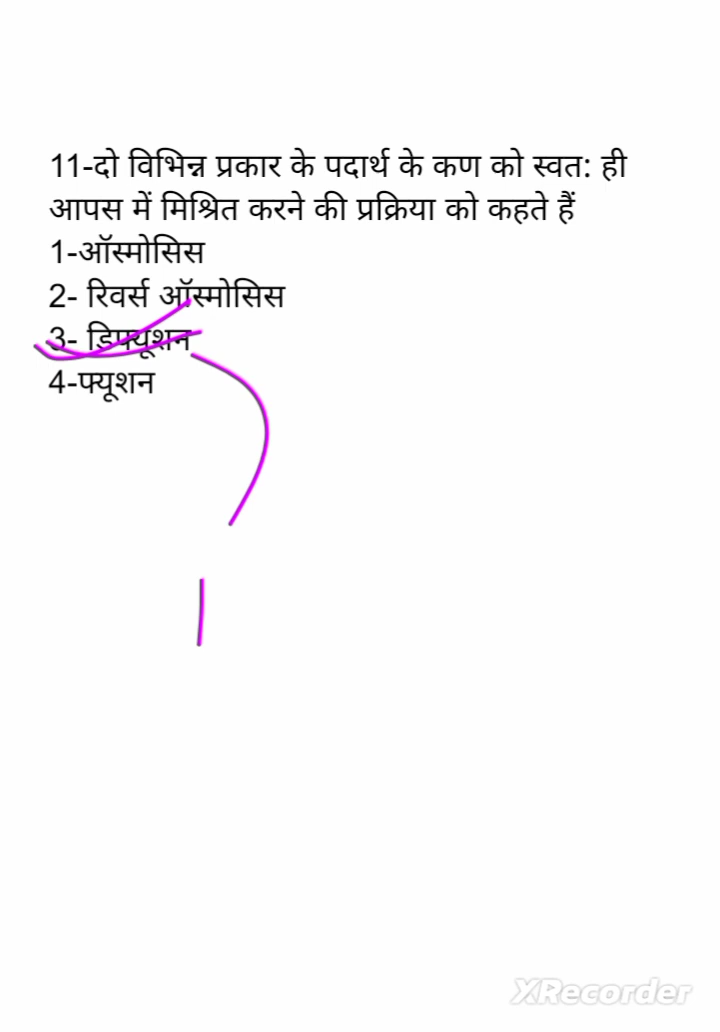 11-दो विभिन्न प्रकार के पदार्थ के कण को स्वत: ही
आपस में मिश्रित करने की प्रक्रिया को कहते हैं
1-ऑस्मोसिस
2- रिवर्स ऑस्मोसिस
3- डिफ्यूशन
4-फ्यूशन
XRecorder